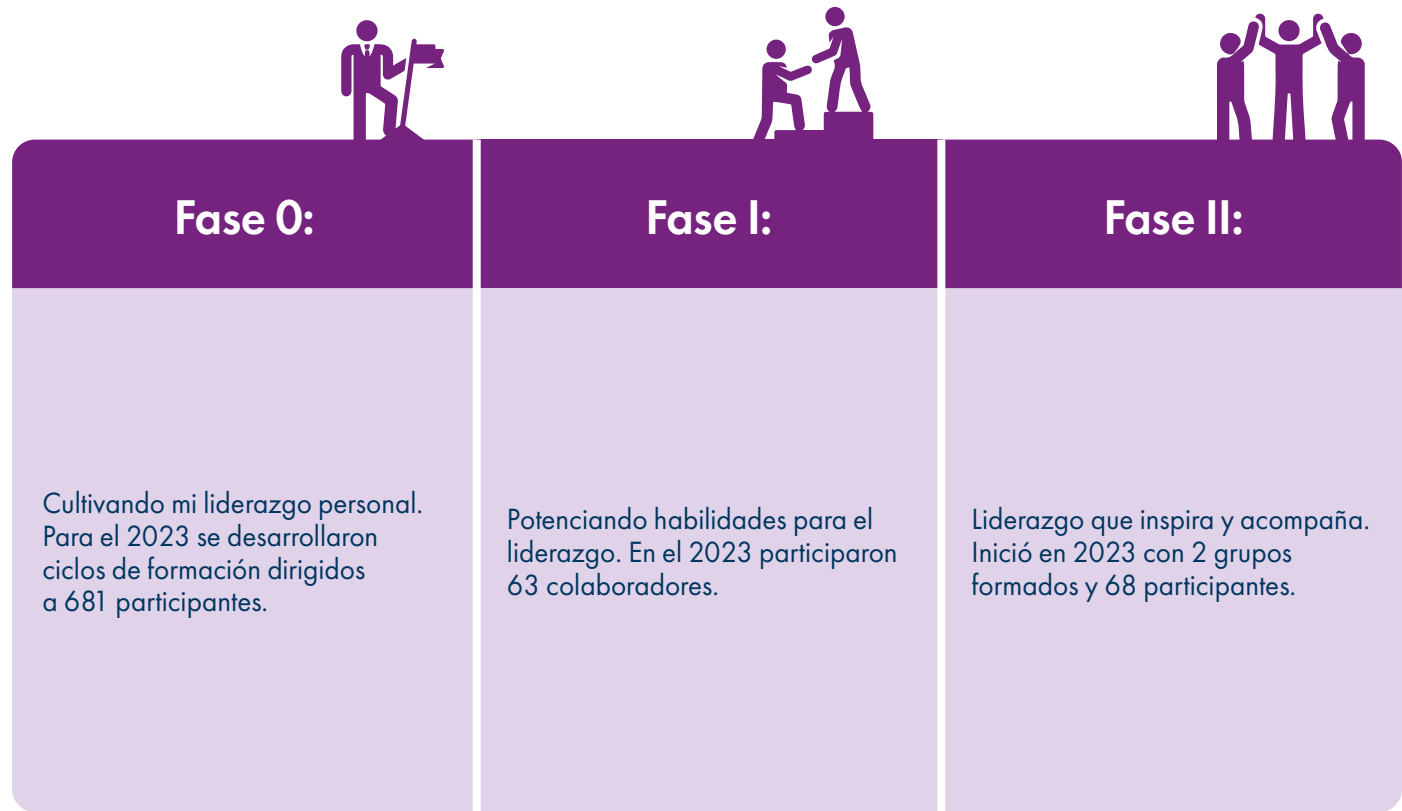 Fase 0:
Cultivando mi liderazgo personal.
Para el 2023 se desarrollaron
ciclos de formación dirigidos
a 681 participantes.
Fase I:
Potenciando habilidades para el
liderazgo. En el 2023 participaron
63 colaboradores.
Fase II:
Liderazgo que inspira y acompaña.
Inició en 2023 con 2 grupos
formados y 68 participantes.